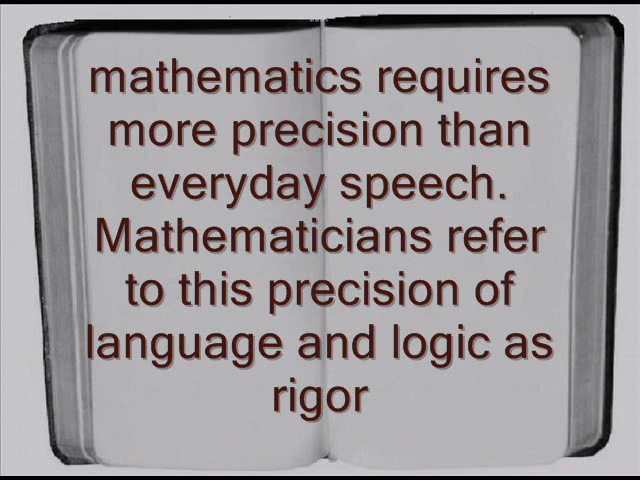 mathematics requires
more precision than
everyday speech.
Mathematicians refer
to this precision of
language and logic as
rigor